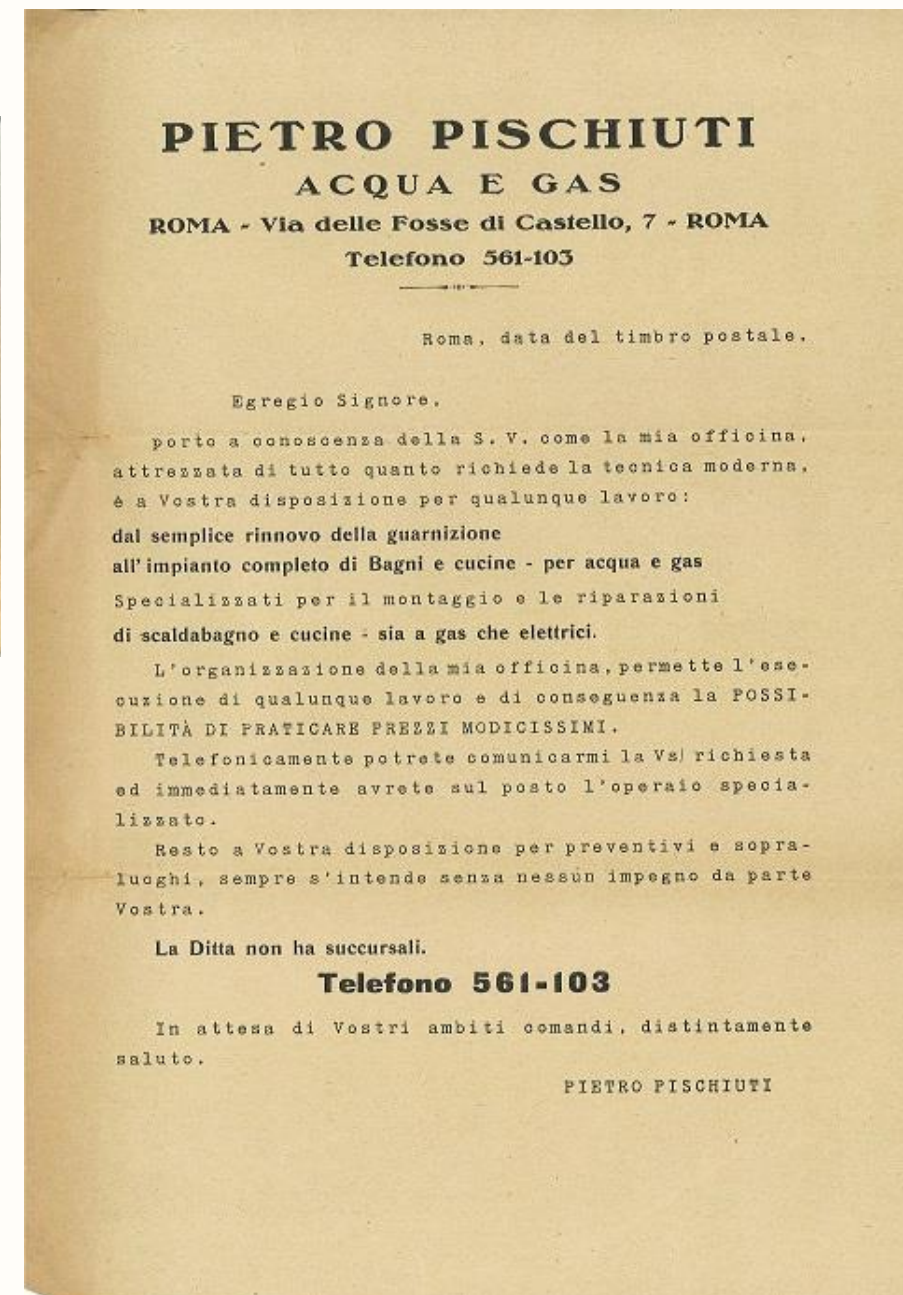 PIETRO PISCHIUTI
ACQUA E GAS
ROMA - Via delle Fosse di Castello, 7 - ROMA
Telefono 561-103
Roma, data del timbro postale.
Egregio Signore,
porto a conoscenza della S. V. come la mia officina,
attrezzata di tutto quanto richiede la tecnica moderna,
è a Vostra disposizione per qualunque lavoro:
dal semplice rinnovo della guarnizione
all'impianto completo di Bagni e cucine - per acqua e gas
Specializzati per il montaggio e le riparazioni
di scaldabagno e cucine - sia a gas che elettrici.
L'organizzazione della mia officina, permette l'ese-
cuzione di qualunque lavoro e di conseguenza la POSSI-
BILITÀ DI PRATICARE PREZZI MODICISSIMI.
Telefonicamente potrete comunicarmi la Vs/ richiesta
ed immediatamente avrete sul posto l'operaio specia-
lizzato.
Resto a Vostra disposizione per preventivi e sopra-
luoghi, sempre s'intende senza nessun impegno da parte
Vostra.
La Ditta non ha succursali.
Telefono 561-103
In attesa di Vostri ambiti comandi, distintamente
saluto.
PIETRO PISCHIUTI